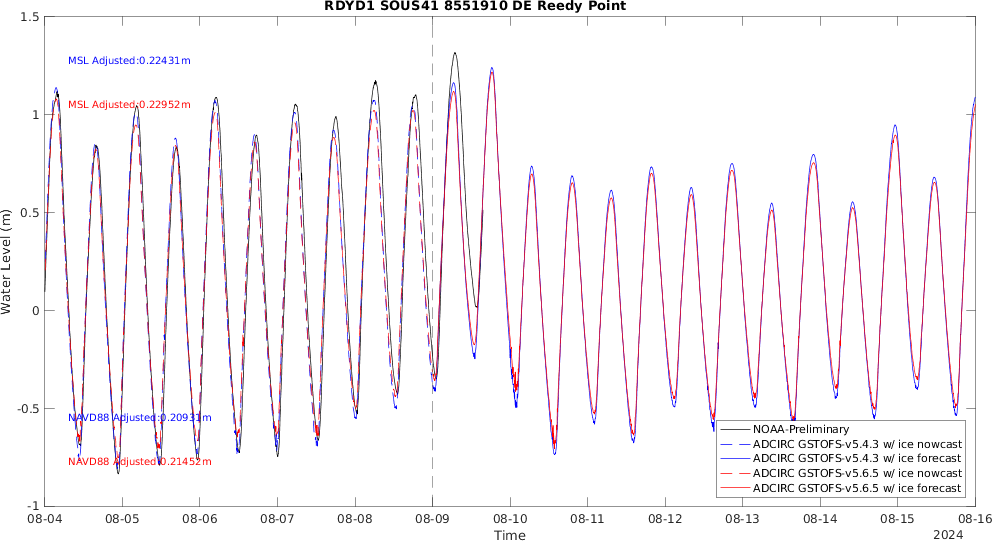 RDYD1 SOUS41 8551910 DE Reedy Point
1.5
1
0.5
0
-0.5
-1
Water Level (m)
MSL Adjusted:0.22431m
MSL Adjusted:0.22952m
NAVD88 Adjusted:0.20931m
NAVD88 Adjusted:0.21452m
NOAA-Preliminary
ADCIRC GSTOFS-v5.4.3 w/ ice nowcast
ADCIRC GSTOFS-v5.4.3 w/ ice forecast
ADCIRC GSTOFS-v5.6.5 w/ ice nowcast
ADCIRC GSTOFS-v5.6.5 w/ ice forecast
08-04 08-05 08-06 08-07 08-08 08-09 08-10 08-11 08-12 08-13 08-14 08-15 08-16
Time
2024